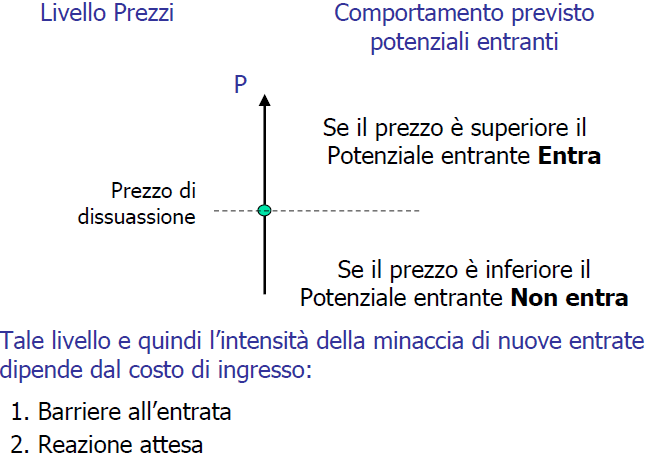 Livello Prezzi
Comportamento previsto
potenziali entranti
P
Se il prezzo è superiore il
Potenziale entrante Entra
Prezzo di
dissuassione
Se il prezzo è inferiore il
Potenziale entrante Non entra
Tale livello e quindi l'intensità della minaccia di nuove entrate
dipende dal costo di ingresso:
1. Barriere all'entrata
2. Reazione attesa